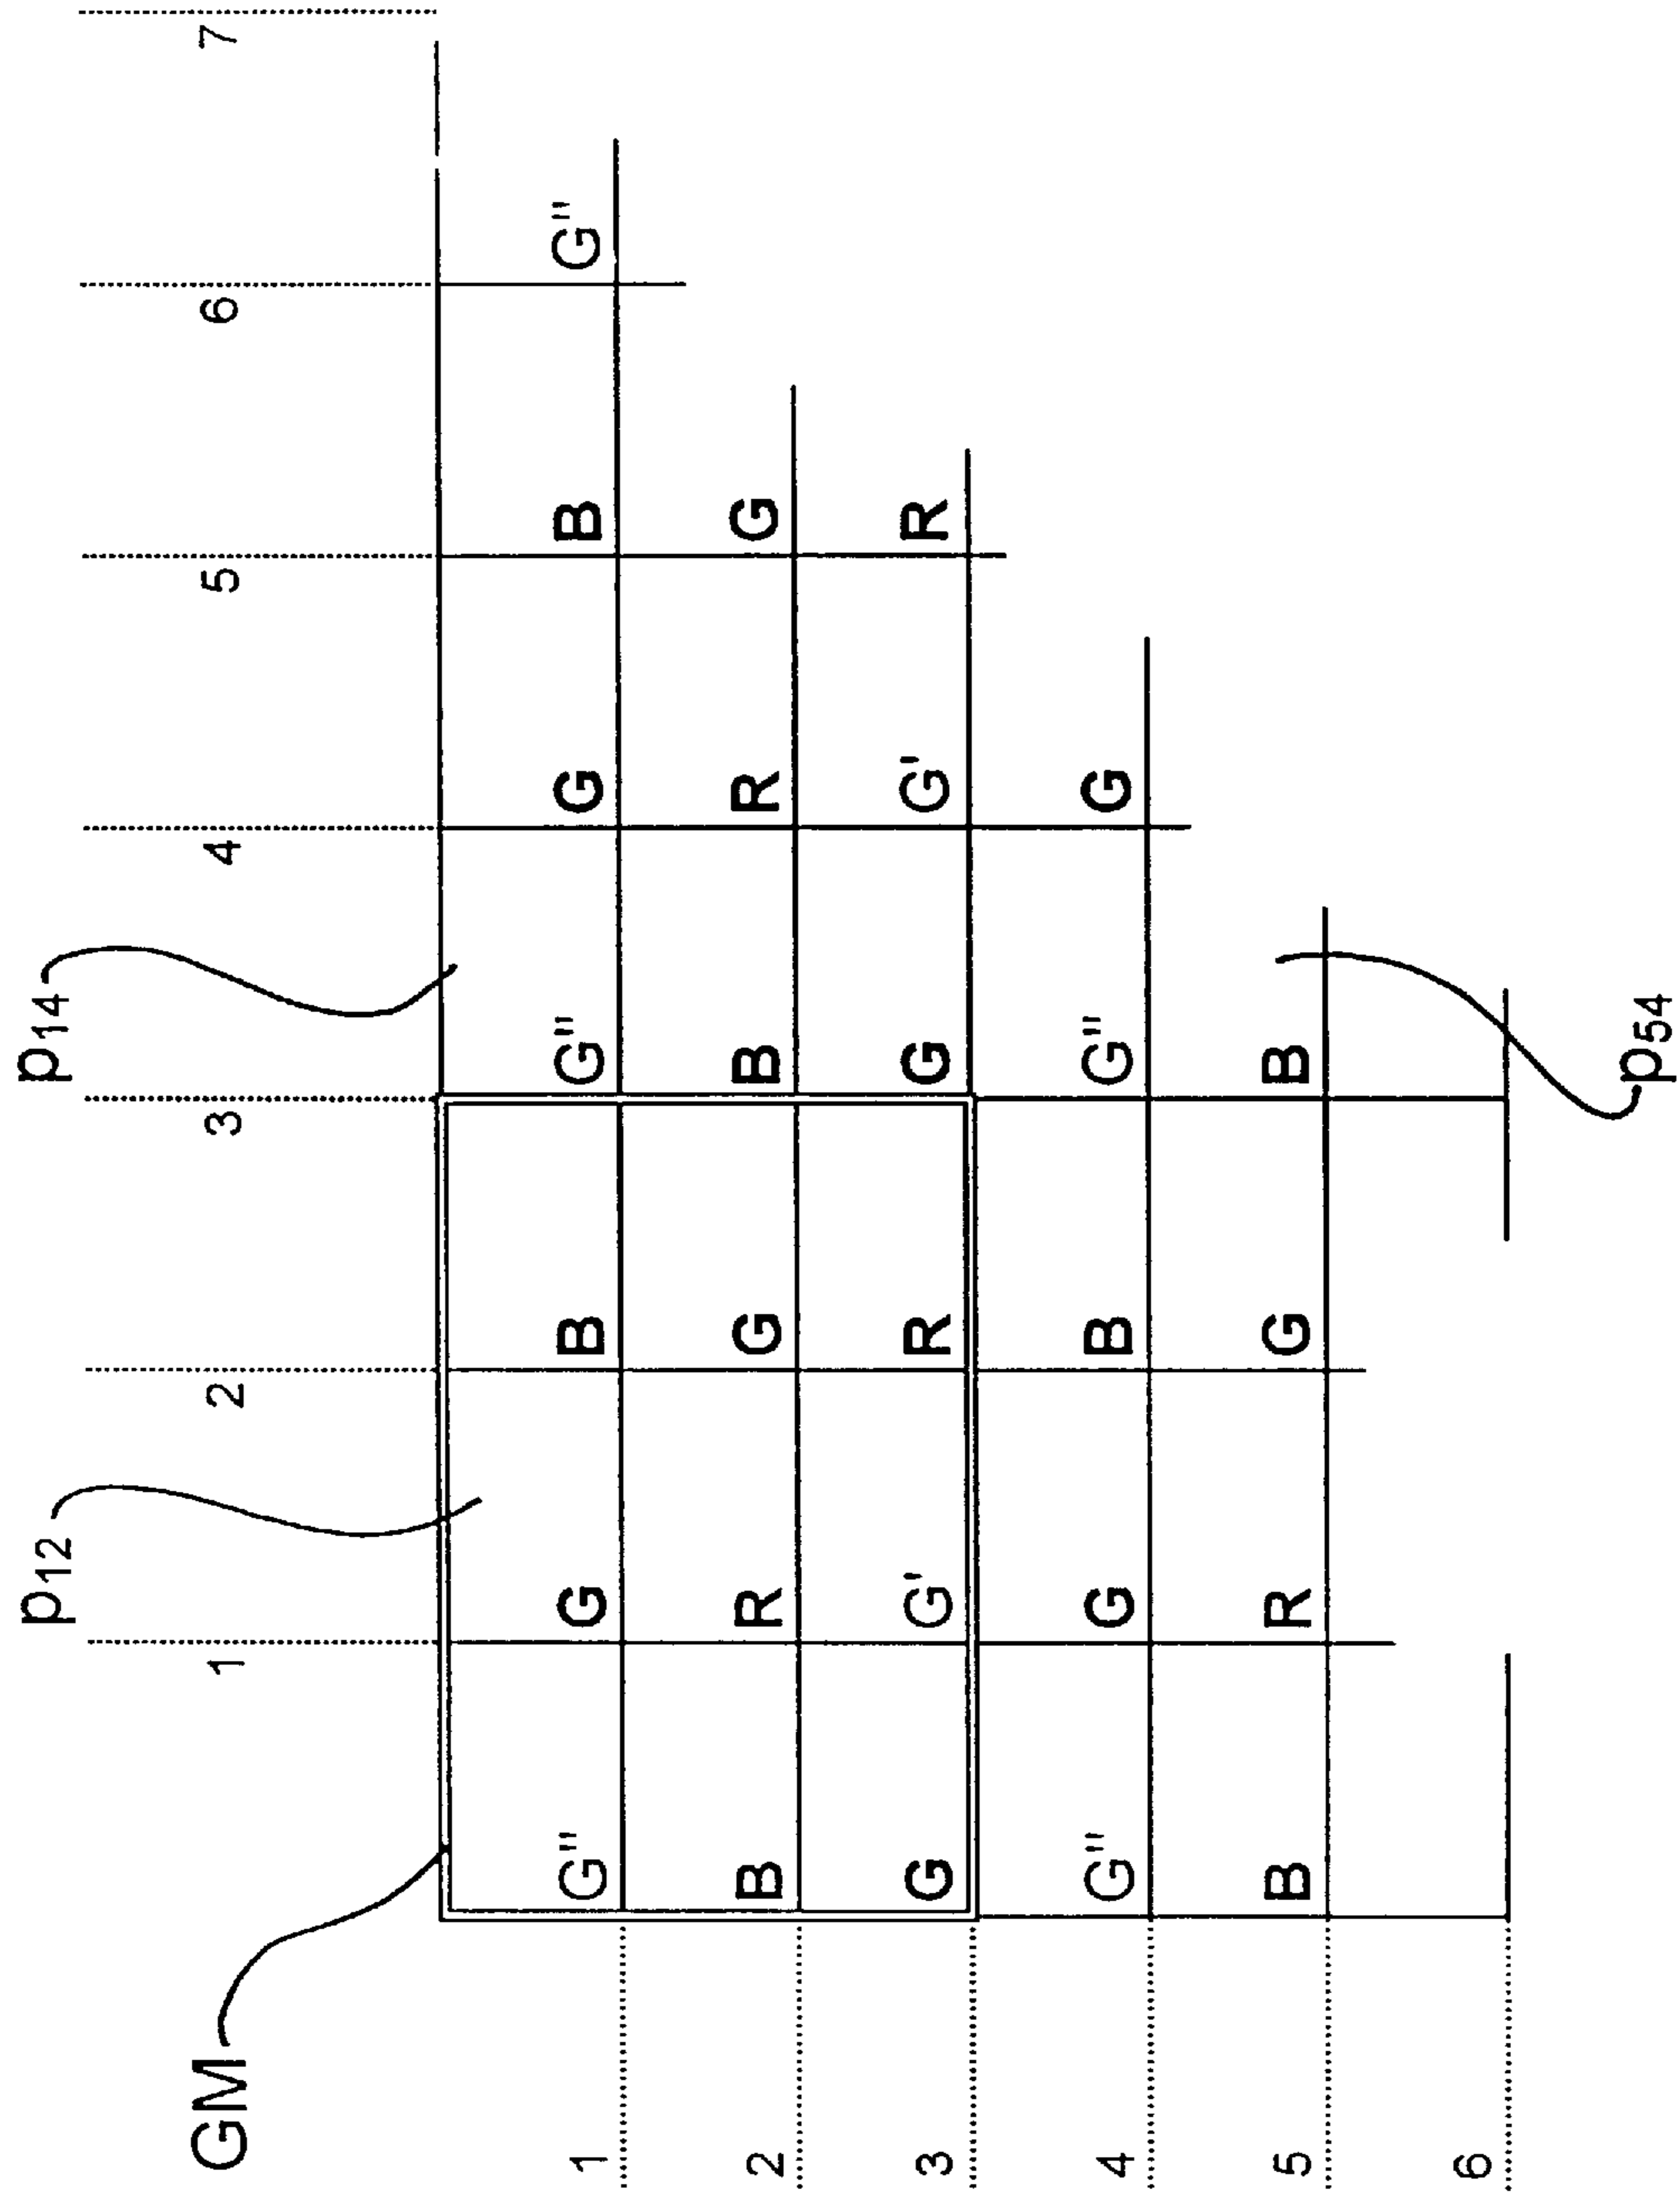 p12 p14
GM 1 2 3 4 5 6 7
1 G" G B G" G B G"
2 B R G B R G
3 G G' R G G' R
4 G" G B G" G
5 B R G B
6
p54